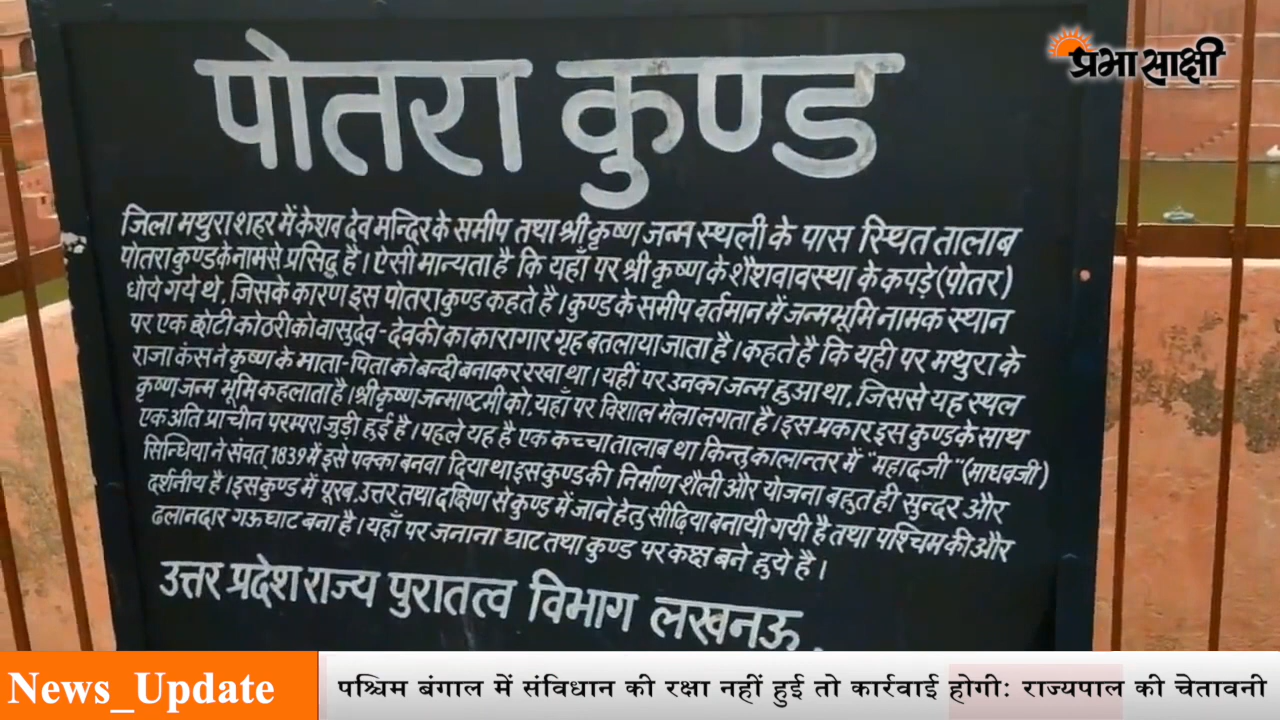 प्रभा साक्षी
पोतरा कुण्ड
जिला मथुरा शहर में केशव देव मन्दिर के समीप तथा श्री कृष्ण जन्म स्थली के पास स्थित तालाब
पोतरा कुण्ड के नाम से प्रसिद्ध है। ऐसी मान्यता है कि यहाँ पर श्री कृष्ण के शैशवावस्था के कपड़े (पोतर)
धोये गये थे, जिसके कारण इस पोतरा कुण्ड कहते है। कुण्ड के समीप वर्तमान में जन्मभूमि नामक स्थान
पर एक छोटी कोठरी को वासुदेव-देवकी का कारागार गृह बतलाया जाता है। कहते है कि यही पर मथुरा के
राजा कंस ने कृष्ण के माता-पिता को बन्दी बनाकर रखा था। यहीं पर उनका जन्म हुआ था, जिससे यह स्थल
कृष्ण जन्म भूमि कहलाता है। श्री कृष्ण जन्माष्टमी को, यहाँ पर विशाल मेला लगता है। इस प्रकार इस कुण्ड के साथ
एक अति प्राचीन परम्परा जुड़ी हुई है। पहले यह है एक कच्चा तालाब था किन्तु कालान्तर में "महादजी" (माधवजी)
सिन्धिया ने संवत् 1839 में इसे पक्का बनवा दिया था इस कुण्ड की निर्माण शैली और योजना बहुत ही सुन्दर और
दर्शनीय है। इस कुण्ड में पूरब, उत्तर तथा दक्षिण से कुण्ड में जाने हेतु सीढ़िया बनायी गयी है तथा पश्चिम की और
ढलानदार गऊ घाट बना है। यहाँ पर जनाना घाट तथा कुण्ड पर कक्ष बने हुये है।
उत्तर प्रदेश राज्य पुरातत्व विभाग लखनऊ.
News_Update
पश्चिम बंगाल में संविधान की रक्षा नहीं हुई तो कार्रवाई होगी: राज्यपाल की चेतावनी